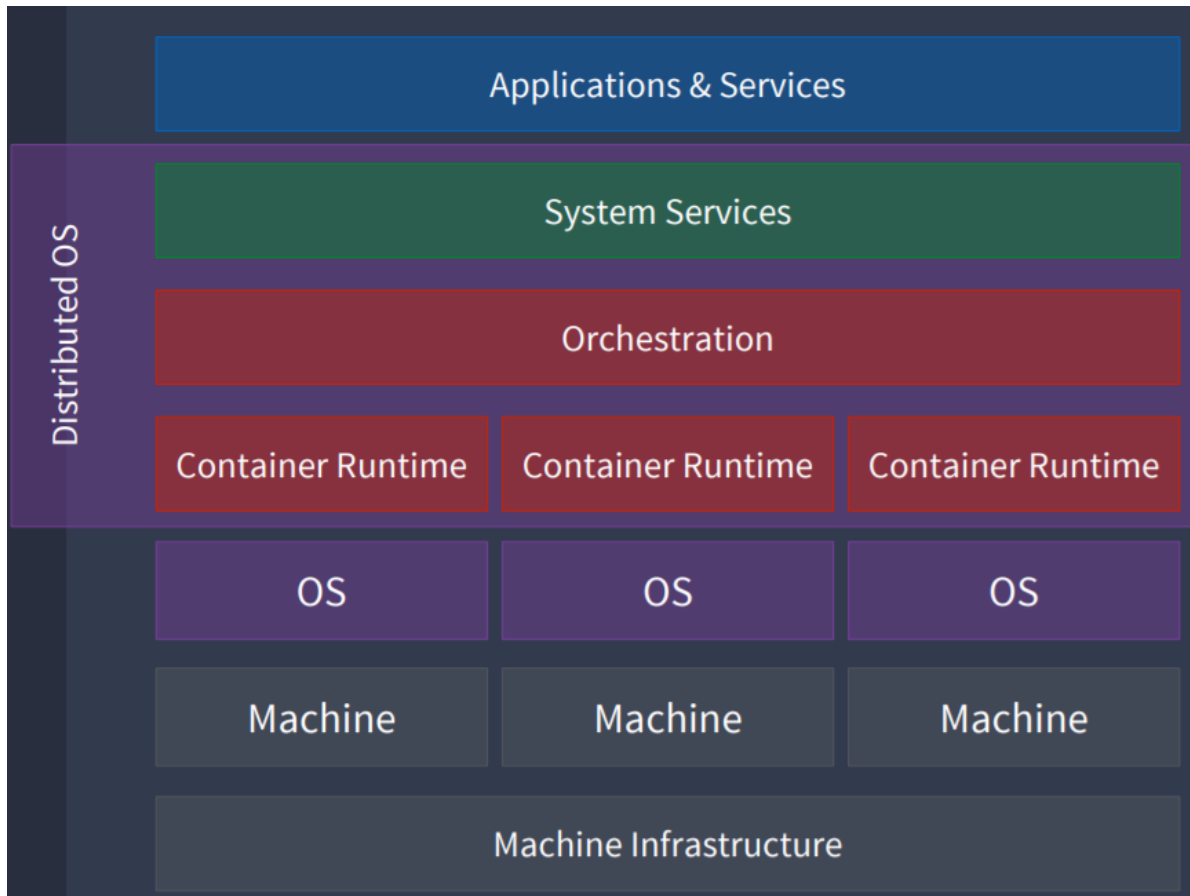 Applications & Services
Distributed OS
System Services
Orchestration
Container Runtime
Container Runtime
Container Runtime
OS
OS
OS
Machine
Machine
Machine
Machine Infrastructure